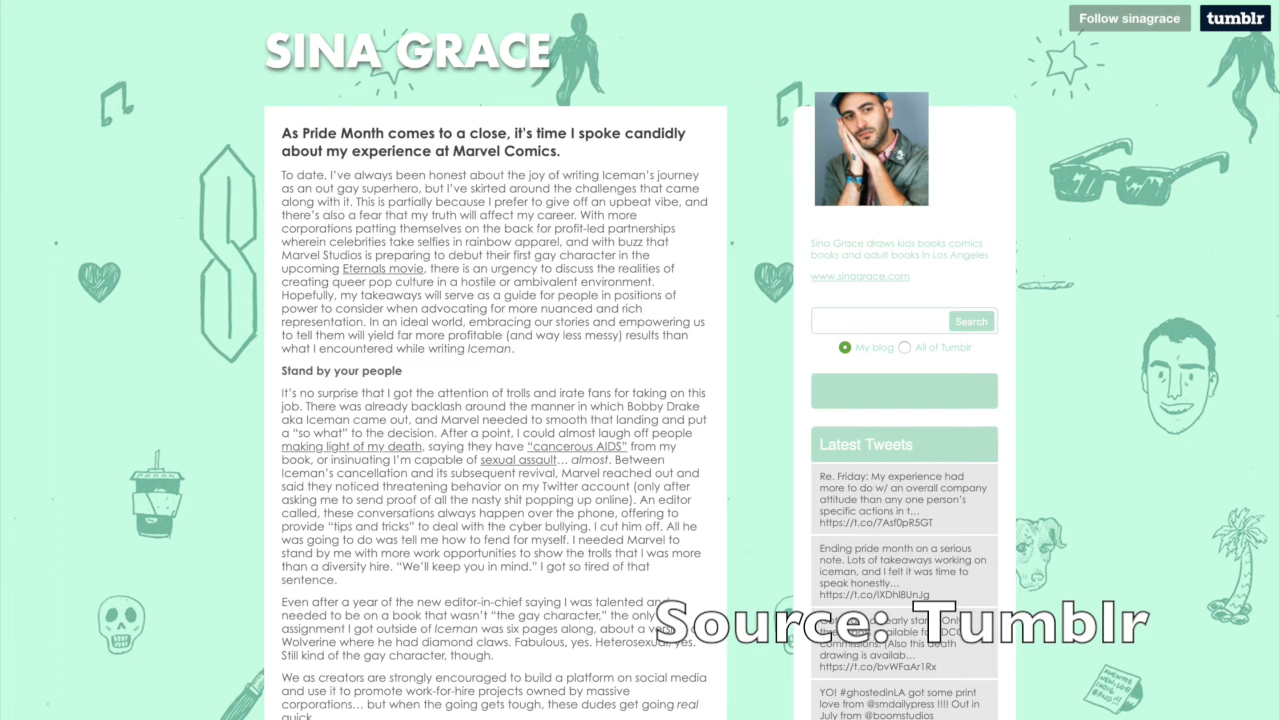 Follow sinagrace
tumblr
SINA GRACE
As Pride Month comes to a close, it's time I spoke candidly
about my experience at Marvel Comics.
To date, I've always been honest about the joy of writing Iceman's journey
as an out gay superhero, but I've skirted around the challenges that came
along with it. This is partially because I prefer to give off an upbeat vibe, and
there's also a fear that my truth will affect my career. With more
corporations patting themselves on the back for profit-led partnerships
wherein celebrities take selfies in rainbow apparel, and with buzz that
Marvel Studios is preparing to debut their first gay character in the
upcoming Eternals movie, there is an urgency to discuss the realities of
creating queer pop culture in a hostile or ambivalent environment.
Hopefully, my takeaways will serve as a guide for people in positions of
power to consider when advocating for more nuanced and rich
representation. In an ideal world, embracing our stories and empowering us
to tell them will yield far more profitable (and way less messy) results than
what I encountered while writing Iceman.
Stand by your people
It's no surprise that I got the attention of trolls and irate fans for taking on this
job. There was already backlash around the manner in which Bobby Drake
aka Iceman came out, and Marvel needed to smooth that landing and put
a “so what” to the decision. After a point, I could almost laugh off people
making light of my death, saying they have “cancerous AIDS” from my
book, or insinuating I'm capable of sexual assault… almost. Between
Iceman's cancellation and its subsequent revival, Marvel reached out and
said they noticed threatening behavior on my Twitter account (only after
asking me to send proof of all the nasty shit popping up online). An editor
called, these conversations always happen over the phone, offering to
provide “tips and tricks” to deal with the cyber bullying. I cut him off. All he
was going to do was tell me how to fend for myself. I needed Marvel to
stand by me with more work opportunities to show the trolls that I was more
than a diversity hire. “We'll keep you in mind.” I got so tired of that
sentence.
Even after a year of the new editor-in-chief saying I was talented and
needed to be on a book that wasn't “the gay character,” the only
assignment I got outside of Iceman was six pages along, about a version
Wolverine where he had diamond claws. Fabulous, yes. Heterosexual, yes.
Still kind of the gay character, though.
We as creators are strongly encouraged to build a platform on social media
and use it to promote work-for-hire projects owned by massive
corporations… but when the going gets tough, these dudes get going real
quick.
Sina Grace draws kids books comics
books and adult books in Los Angeles
www.sinagrace.com
Search
My blog All of Tumblr
Latest Tweets
Re. Friday: My experience had
more to do w/ an overall company
attitude than any one person's
specific actions in t…
https://t.co/7Asf0pR5GT
Ending pride month on a serious
note. Lots of takeaways working on
iceman, and I felt it was time to
speak honestly…
https://t.co/IXDhl8UnJg
early
available for
commissions. (Also this death
drawing is availab…
https://t.co/bvWFaAr1Rx
YO! #ghostedinLA got some print
love from @smdailypress !!!! Out in
July from @boomstudios
Source: Tumblr